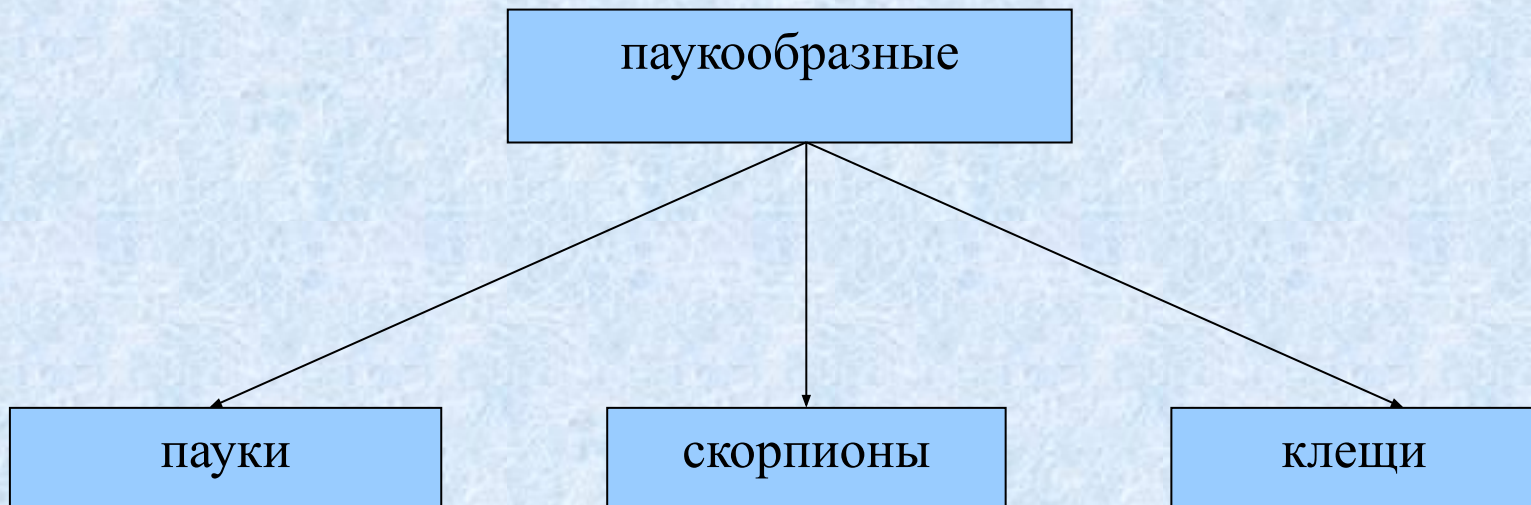 паукообразные
пауки
скорпионы
клещи